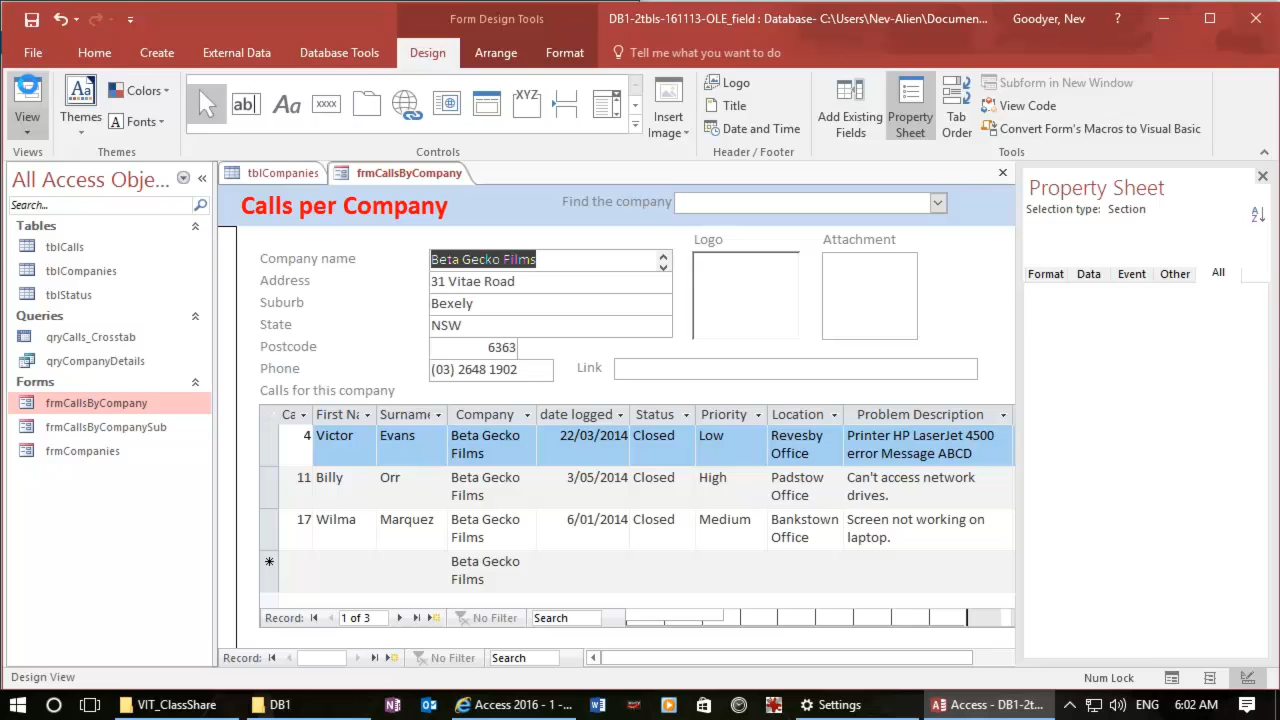 Form Design Tools
DB1-2tbls-161113-OLE_field : Database- C:\Users\Nev-Alien\Documen...
Goodyer, Nev
?
File
Home
Create
External Data
Database Tools
Design
Arrange
Format
Tell me what you want to do
View
Themes
Colors
Fonts
ab|
Aa
xxxx
XYZ
Insert Image
Logo
Title
Date and Time
Add Existing Fields
Property Sheet
Tab Order
Subform in New Window
View Code
Convert Form's Macros to Visual Basic
Views
Themes
Controls
Header / Footer
Tools
All Access Obje...
Search...
Tables
tblCalls
tblCompanies
tblStatus
Queries
qryCalls_Crosstab
qryCompanyDetails
Forms
frmCallsByCompany
frmCallsByCompanySub
frmCompanies
tblCompanies
frmCallsByCompany
Calls per Company
Find the company
Company name
Beta Gecko Films
Address
31 Vitae Road
Suburb
Bexely
State
NSW
Postcode
6363
Phone
(03) 2648 1902
Logo
Attachment
Link
Calls for this company
Ca First Na Surname Company date logged Status Priority Location Problem Description
4 Victor Evans Beta Gecko Films 22/03/2014 Closed Low Revesby Office Printer HP LaserJet 4500 error Message ABCD
11 Billy Orr Beta Gecko Films 3/05/2014 Closed High Padstow Office Can't access network drives.
17 Wilma Marquez Beta Gecko Films 6/01/2014 Closed Medium Bankstown Office Screen not working on laptop.
* Beta Gecko Films
Record: 1 of 3 No Filter Search
Record: No Filter Search
Property Sheet
Selection type: Section
Format Data Event Other All
Design View
Num Lock
VIT_ClassShare
DB1
Access 2016 - 1 -...
Settings
Access - DB1-2t...
ENG
6:02 AM